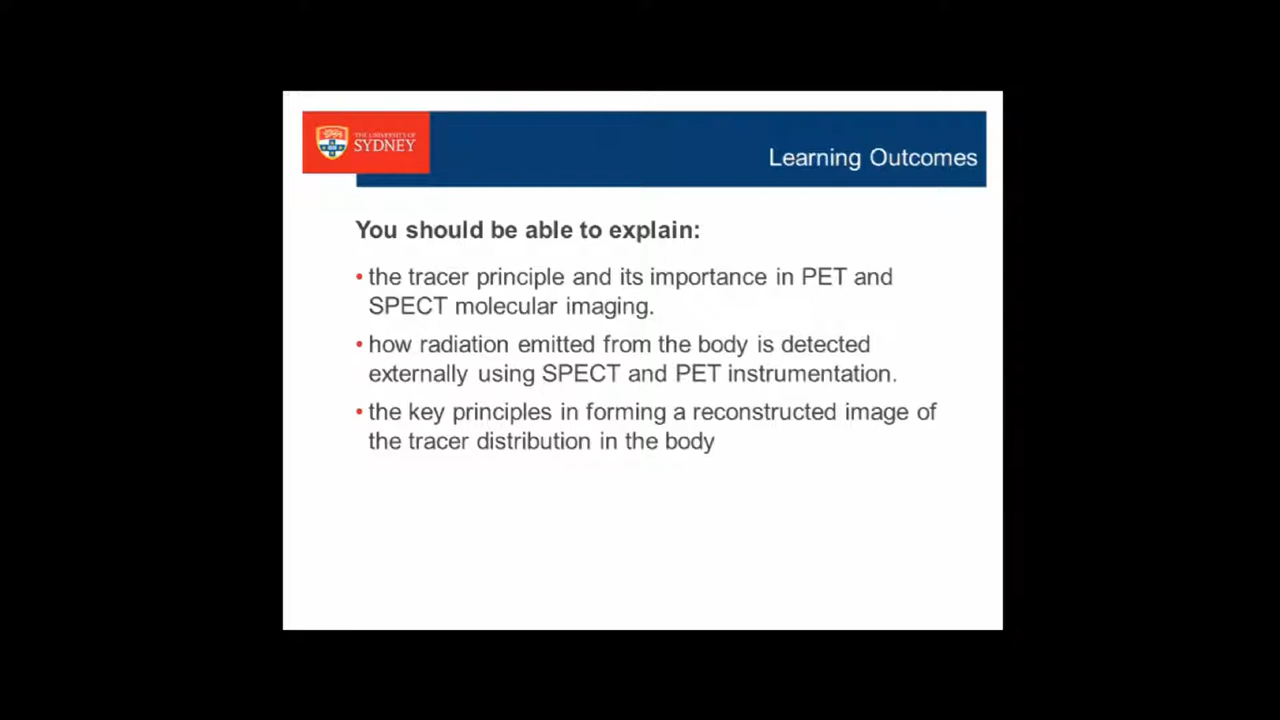 THE UNIVERSITY OF
SYDNEY
Learning Outcomes
You should be able to explain:
• the tracer principle and its importance in PET and
SPECT molecular imaging.
• how radiation emitted from the body is detected
externally using SPECT and PET instrumentation.
• the key principles in forming a reconstructed image of
the tracer distribution in the body